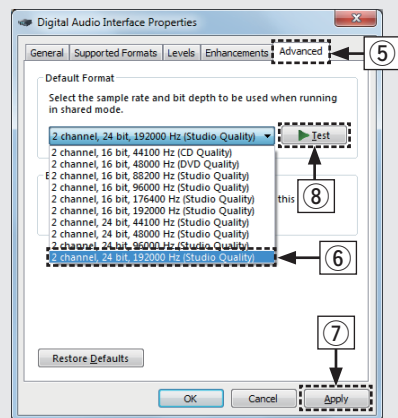 Digital Audio Interface Properties
General Supported Formats Levels Enhancements Advanced
⑤
Default Format
Select the sample rate and bit depth to be used when running
in shared mode.
2 channel, 24 bit, 192000 Hz (Studio Quality) Test
2 channel, 16 bit, 44100 Hz (CD Quality)
2 channel, 16 bit, 48000 Hz (DVD Quality)
2 channel, 16 bit, 88200 Hz (Studio Quality)
2 channel, 16 bit, 96000 Hz (Studio Quality)
2 channel, 16 bit, 176400 Hz (Studio Quality) this
⑧
2 channel, 16 bit, 192000 Hz (Studio Quality)
2 channel, 24 bit, 44100 Hz (Studio Quality)
2 channel, 24 bit, 48000 Hz (Studio Quality)
2 channel, 24 bit, 96000 Hz (Studio Quality)
2 channel, 24 bit, 192000 Hz (Studio Quality)
⑥
⑦
Restore Defaults
OK Cancel Apply